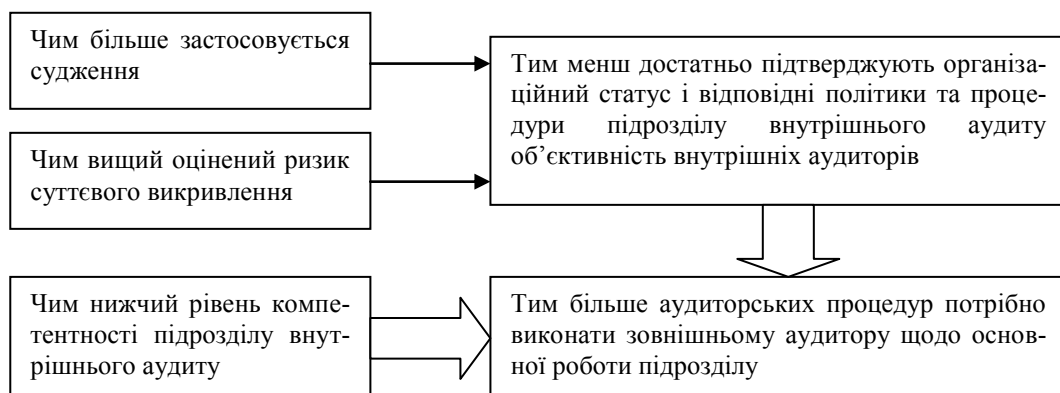 Чим більше застосовується
судження
Чим вищий оцінений ризик
суттєвого викривлення
Тим менш достатньо підтверджують організа-
ційний статус і відповідні політики та проце-
дури підрозділу внутрішнього аудиту
об’єктивність внутрішніх аудиторів
Чим нижчий рівень компе-
тентності підрозділу внут-
рішнього аудиту
Тим більше аудиторських процедур потрібно
виконати зовнішньому аудитору щодо основ-
ної роботи підрозділу